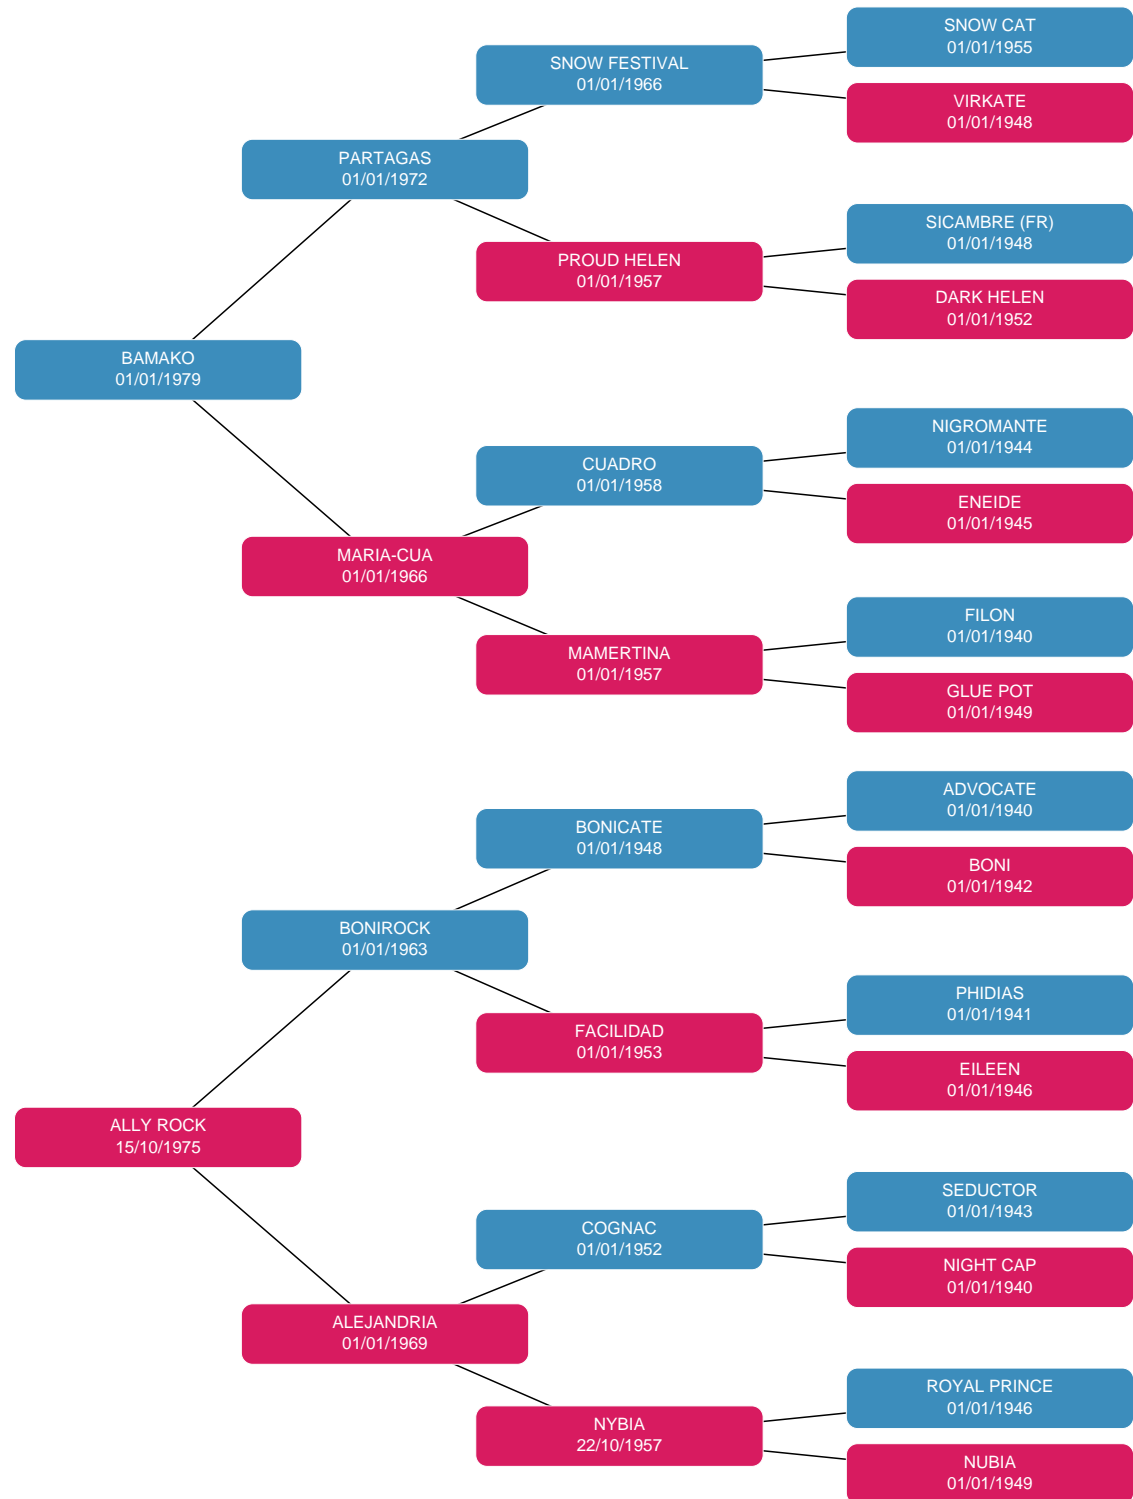 SNOW CAT
01/01/1955
SNOW FESTIVAL
01/01/1966
VIRKATE
01/01/1948
PARTAGAS
01/01/1972
SICAMBRE (FR)
01/01/1948
PROUD HELEN
01/01/1957
DARK HELEN
01/01/1952
BAMAKO
01/01/1979
NIGROMANTE
01/01/1944
CUADRO
01/01/1958
ENEIDE
01/01/1945
MARIA-CUA
01/01/1966
FILON
01/01/1940
MAMERTINA
01/01/1957
GLUE POT
01/01/1949
ADVOCATE
01/01/1940
BONICATE
01/01/1948
BONI
01/01/1942
BONIROCK
01/01/1963
PHIDIAS
01/01/1941
FACILIDAD
01/01/1953
EILEEN
01/01/1946
ALLY ROCK
15/10/1975
SEDUCTOR
01/01/1943
COGNAC
01/01/1952
NIGHT CAP
01/01/1940
ALEJANDRIA
01/01/1969
ROYAL PRINCE
01/01/1946
NYBIA
22/10/1957
NUBIA
01/01/1949